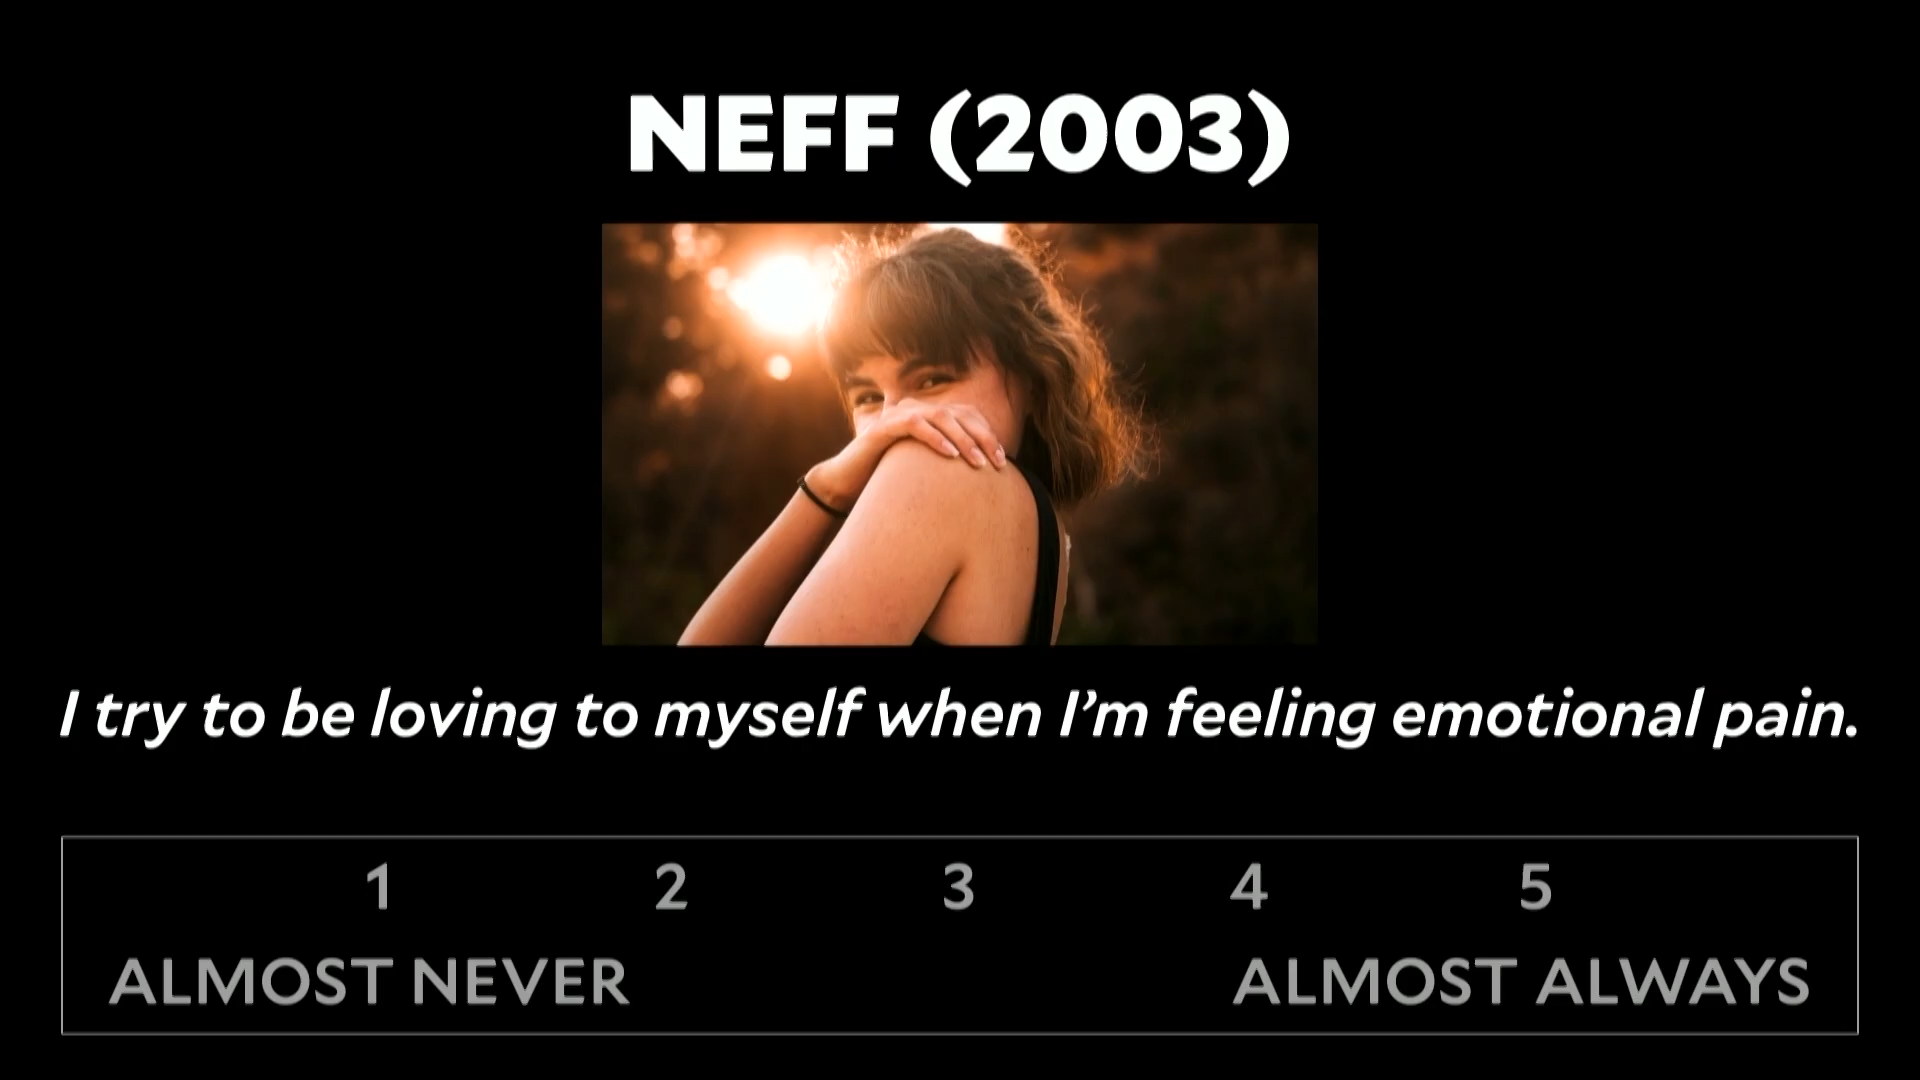 NEFF (2003)
I try to be loving to myself when I’m feeling emotional pain.
1 2 3 4 5
ALMOST NEVER ALMOST ALWAYS